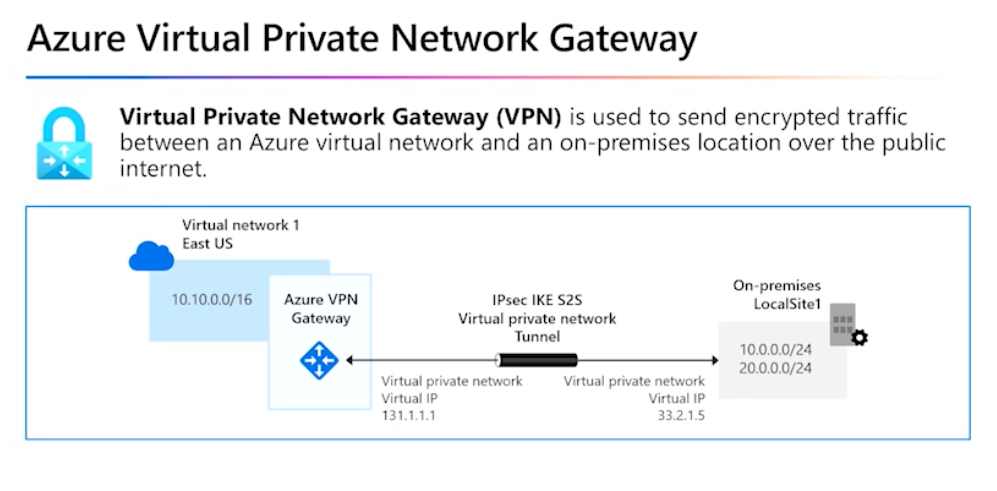 Azure Virtual Private Network Gateway
Virtual Private Network Gateway (VPN) is used to send encrypted traffic
between an Azure virtual network and an on-premises location over the public
internet.
Virtual network 1
East US
10.10.0.0/16
Azure VPN
Gateway
IPsec IKE S2S
Virtual private network
Tunnel
Virtual private network
Virtual IP
131.1.1.1
Virtual private network
Virtual IP
33.2.1.5
On-premises
LocalSite1
10.0.0.0/24
20.0.0.0/24